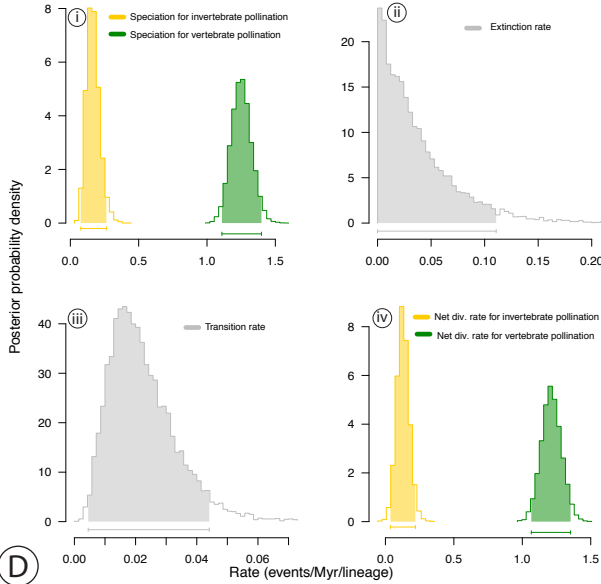 Posterior probability density
i
Speciation for invertebrate pollination
Speciation for vertebrate pollination
8
6
4
2
0
0.0 0.5 1.0 1.5
ii
Extinction rate
20
15
10
5
0
0.00 0.05 0.10 0.15 0.20
iii
Transition rate
40
30
20
10
0
0.00 0.02 0.04 0.06
iv
Net div. rate for invertebrate pollination
Net div. rate for vertebrate pollination
8
6
4
2
0
0.0 0.5 1.0 1.5
D
Rate (events/Myr/lineage)